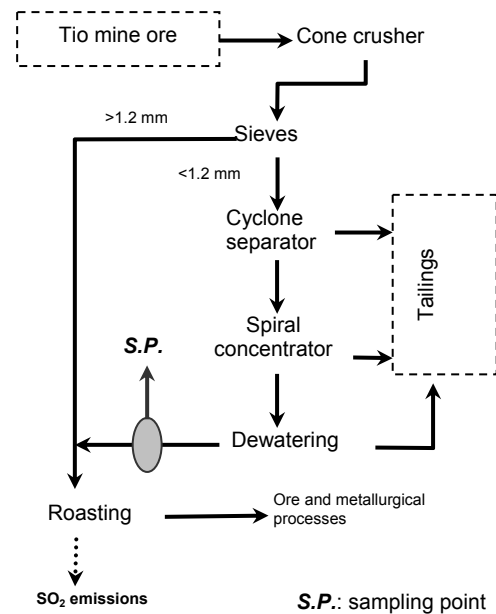 Tio mine ore
Cone crusher
>1.2 mm
Sieves
<1.2 mm
Cyclone
separator
Tailings
Spiral
concentrator
S.P.
Dewatering
Roasting
Ore and metallurgical
processes
SO₂ emissions
S.P.: sampling point